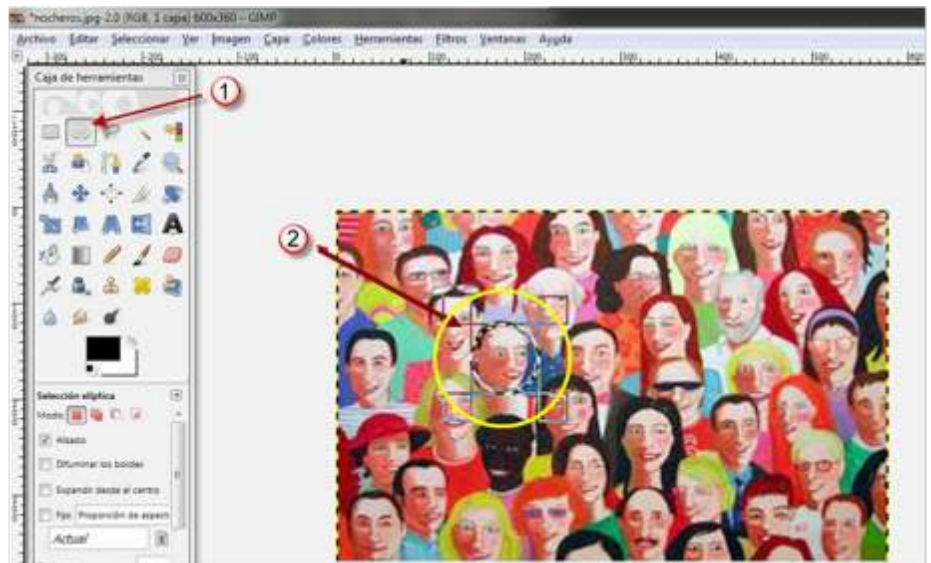 *nocheros.jpg-2.0 (RGB, 1 capa) 600x360 – GIMP
Archivo Editar Seleccionar Ver Imagen Capa Colores Herramientas Filtros Ventanas Ayuda
Caja de herramientas
1
2
Selección elíptica
Modo:
Alisado
Difuminar los bordes
Expandir desde el centro
Fijo: Proporción de aspect
Actual